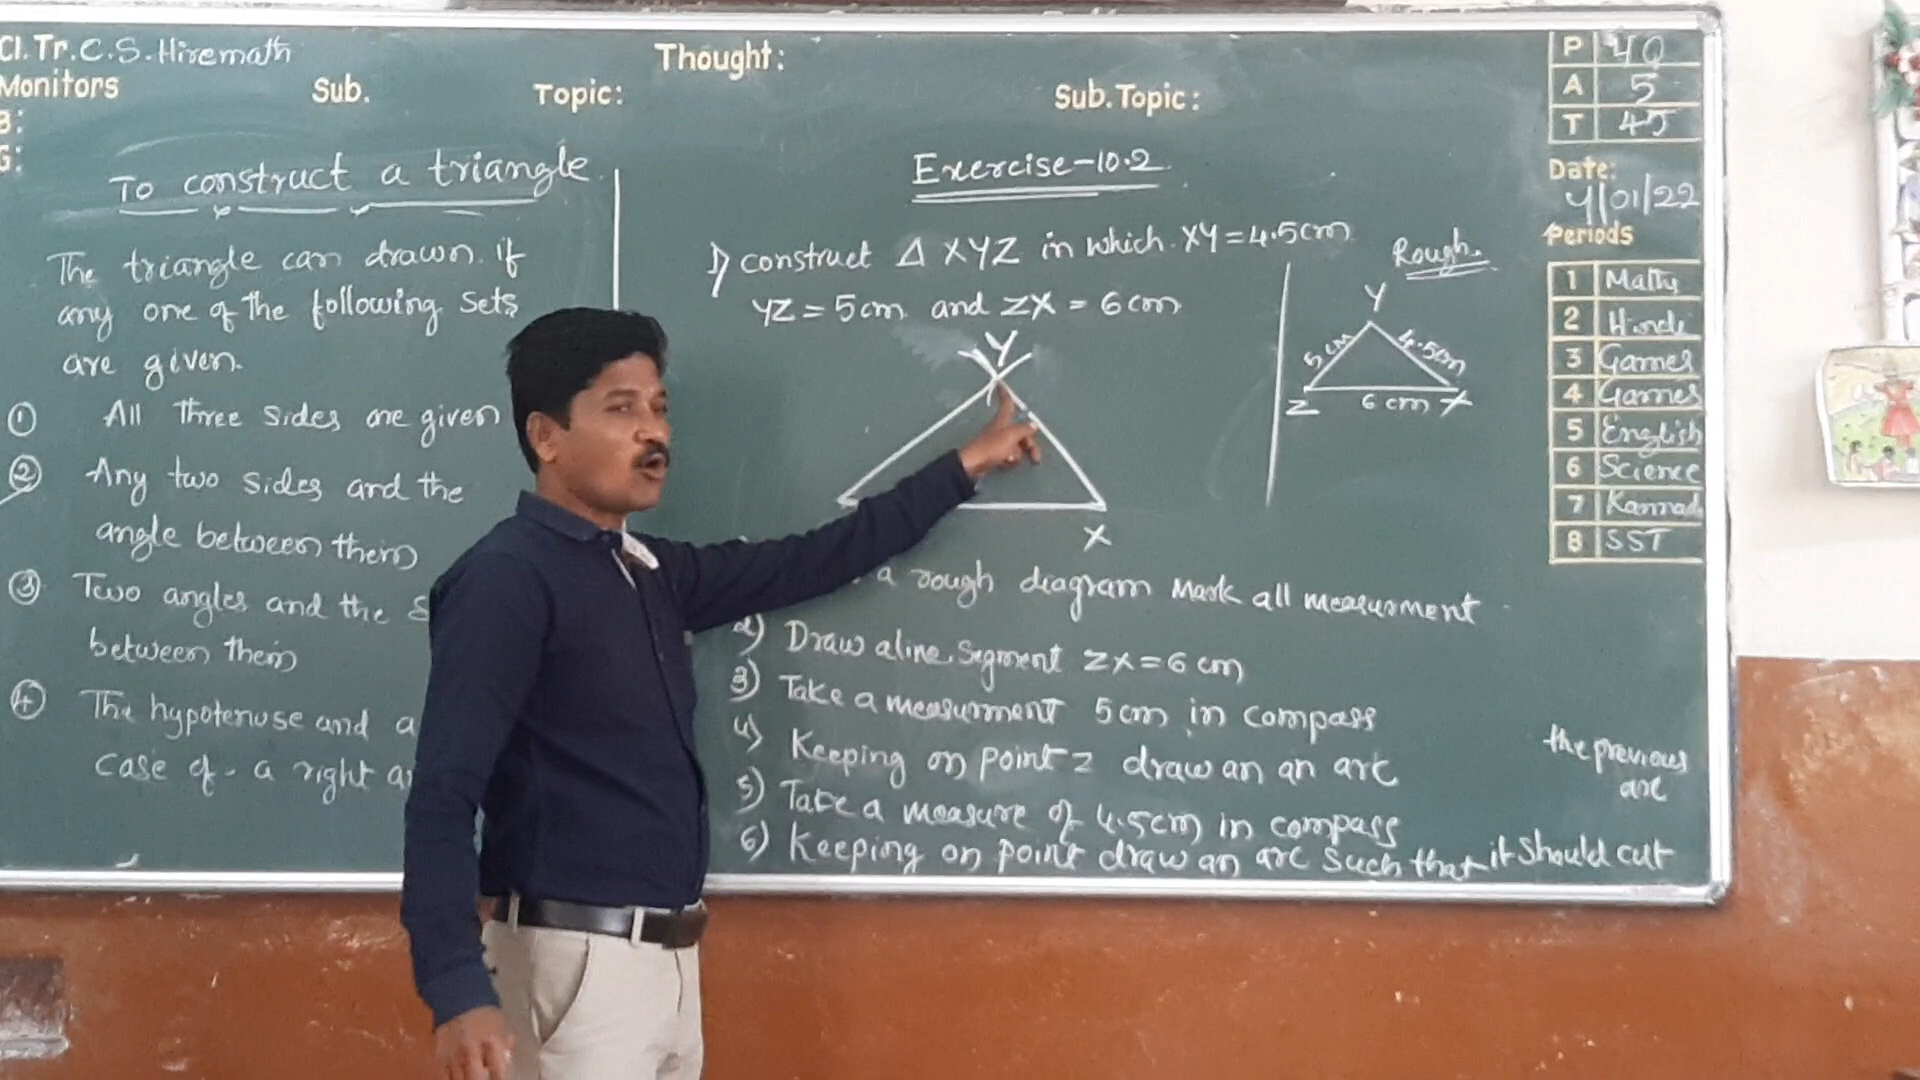 Cl. Tr. C. S. Hiremath
Monitors
Sub.
Topic:
Thought:
Sub. Topic:
B:
G:
To construct a triangle
The triangle can drawn if
any one of the following sets
are given.
① All three sides are given
② Any two sides and the
angle between them
③ Two angles and the
between them
④ The hypotenuse and a
case of a right
Exercise-10.2
1) construct Δ XYZ in which XY=4.5cm
YZ = 5cm and ZX = 6cm
Y
X
Rough
Y
5cm
4.5cm
Z
6 cm
X
a rough diagram Mark all measurment
2) Draw a line Segment ZX=6 cm
3) Take a measurment 5cm in compass
4) Keeping on point Z draw an an arc
5) Take a measure of 4.5cm in compass
6) Keeping on point draw an arc Such that it should cut
the previous
arc
P 40
A 5
T 45
Date:
4/01/22
Periods
1 Maths
2 Hindi
3 Games
4 Games
5 English
6 Science
7 Kannad
8 SST